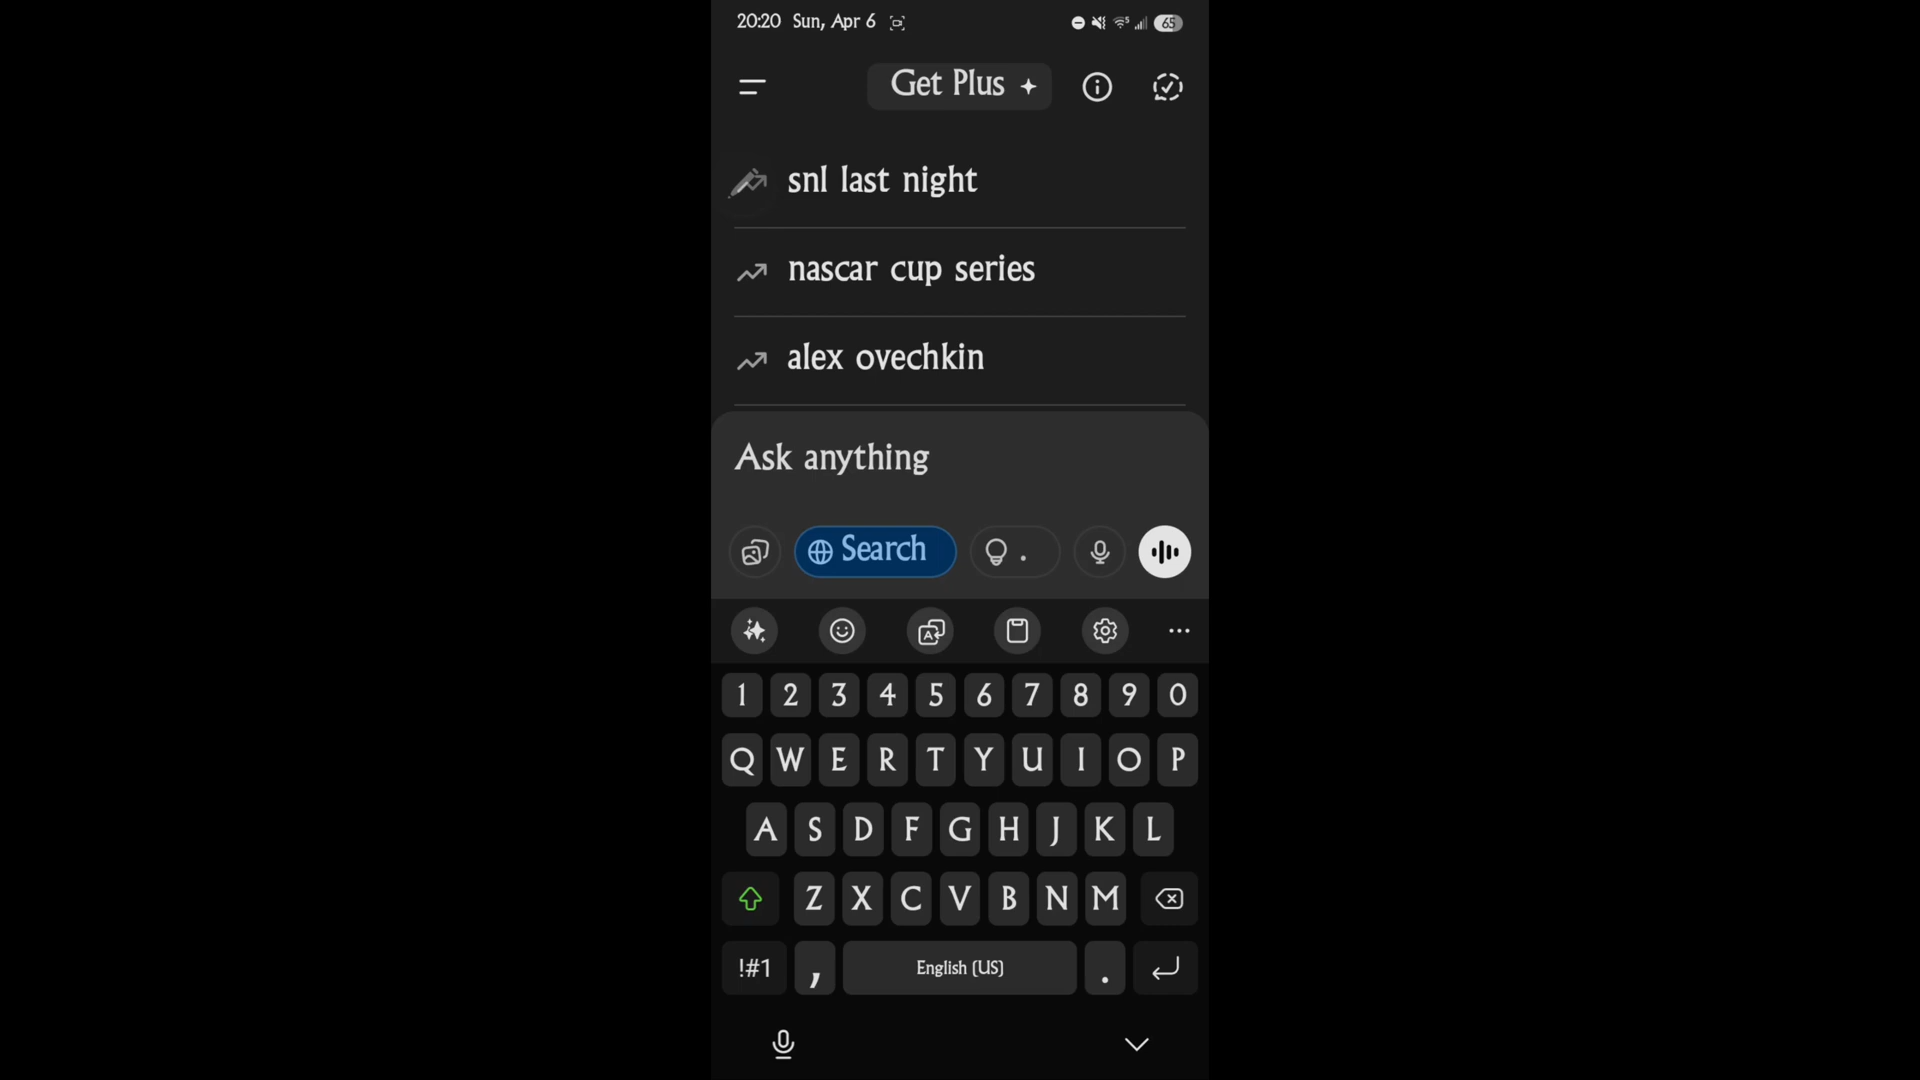 20:20 Sun, Apr 6 65
Get Plus
snl last night
nascar cup series
alex ovechkin
Ask anything
Search .
1 2 3 4 5 6 7 8 9 0
Q W E R T Y U I O P
A S D F G H J K L
Z X C V B N M
!#1 , English (US) .